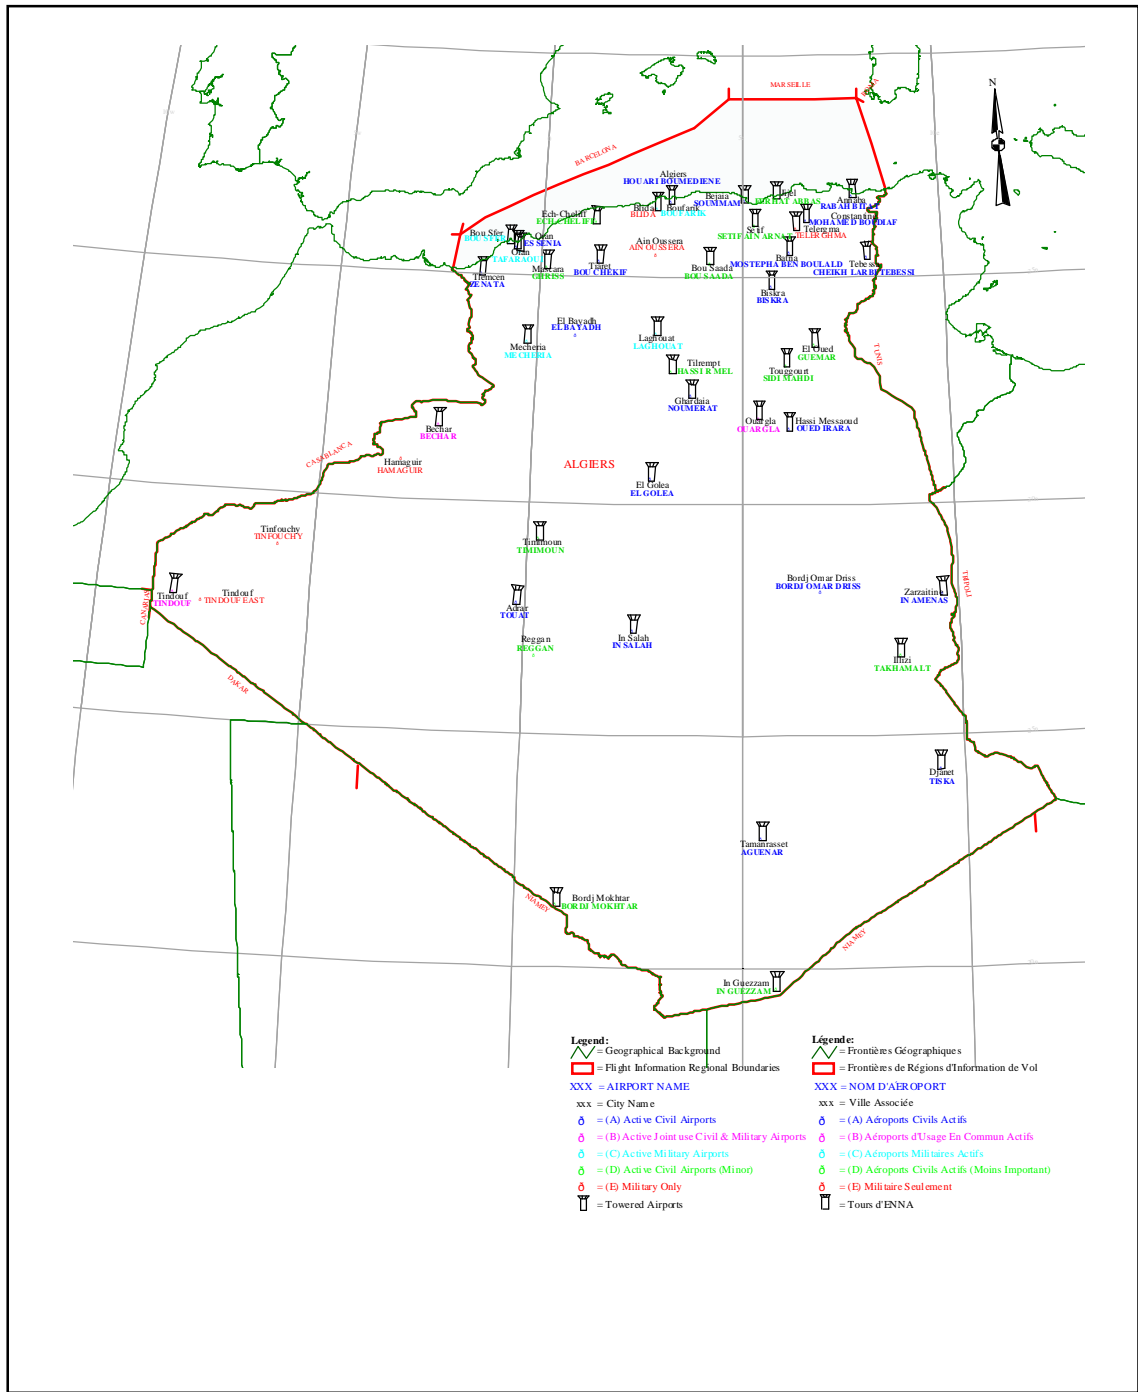 N
MARSEILLE
BARCELONA
Algiers
HOUARI BOUMEDIENE
Bejaia
SOUMMAM
Jijel
FERHAT ABBAS
Annaba
RABAH BITAT
Constantine
MOHAMED BOUDIAF
Blida
BLIDA
Boufarik
BOUFARIK
Ech-Cheliff
ECH CHELIFF
Setif
SETIF AIN ARNAT
Telergma
TELERGHMA
Bou Sfer
BOU SFER
Oran
ES SENIA
Oran
TAFARAOUI
Ain Oussera
AIN OUSSERA
Batna
MOSTEPHA BEN BOULALD
Tebessa
CHEIKH LARBI TEBESSI
Tlemcen
ZENATA
Mascara
GHRISS
Tiaret
BOU CHEKIF
Bou Saada
BOU SAADA
Biskra
BISKRA
El Bayadh
EL BAYADH
Mecheria
MECHERIA
Laghouat
LAGHOUAT
El Oued
GUEMAR
TUNIS
Tilrempt
HASSI R MEL
Touggourt
SIDI MAHDI
Ghardaia
NOUMERAT
Bechar
BECHAR
Ouargla
OUARGLA
Hassi Messaoud
OUED IRARA
CASABLANCA
Hamaguir
HAMAGUIR
ALGIERS
El Golea
EL GOLEA
Tinfouchy
TINFOUCHY
Timimoun
TIMIMOUN
Tindouf
TINDOUF
Tindouf
TINDOUF EAST
CANARIAS
Bordj Omar Driss
BORDJ OMAR DRISS
Zarzaitine
IN AMENAS
TRIPOLI
Adrar
TOUAT
In Salah
IN SALAH
Reggan
REGGAN
Illizi
TAKHAMALT
DAKAR
Djanet
TISKA
Tamanrasset
AGUENAR
Bordj Mokhtar
BORDJ MOKHTAR
NIAMEY
NIAMEY
In Guezzam
IN GUEZZAM
Legend:
= Geographical Background
= Flight Information Regional Boundaries
XXX = AIRPORT NAME
xxx = City Name
ð = (A) Active Civil Airports
ð = (B) Active Joint use Civil & Military Airports
ð = (C) Active Military Airports
ð = (D) Active Civil Airports (Minor)
ð = (E) Military Only
= Towered Airports
Légende:
= Frontières Géographiques
= Frontières de Régions d'Information de Vol
XXX = NOM D'AEROPORT
xxx = Ville Associée
ð = (A) Aéroports Civils Actifs
ð = (B) Aéroports d'Usage En Commun Actifs
ð = (C) Aéroports Militaires Actifs
ð = (D) Aéroports Civils Actifs (Moins Important)
ð = (E) Militaire Seulement
= Tours d'ENNA